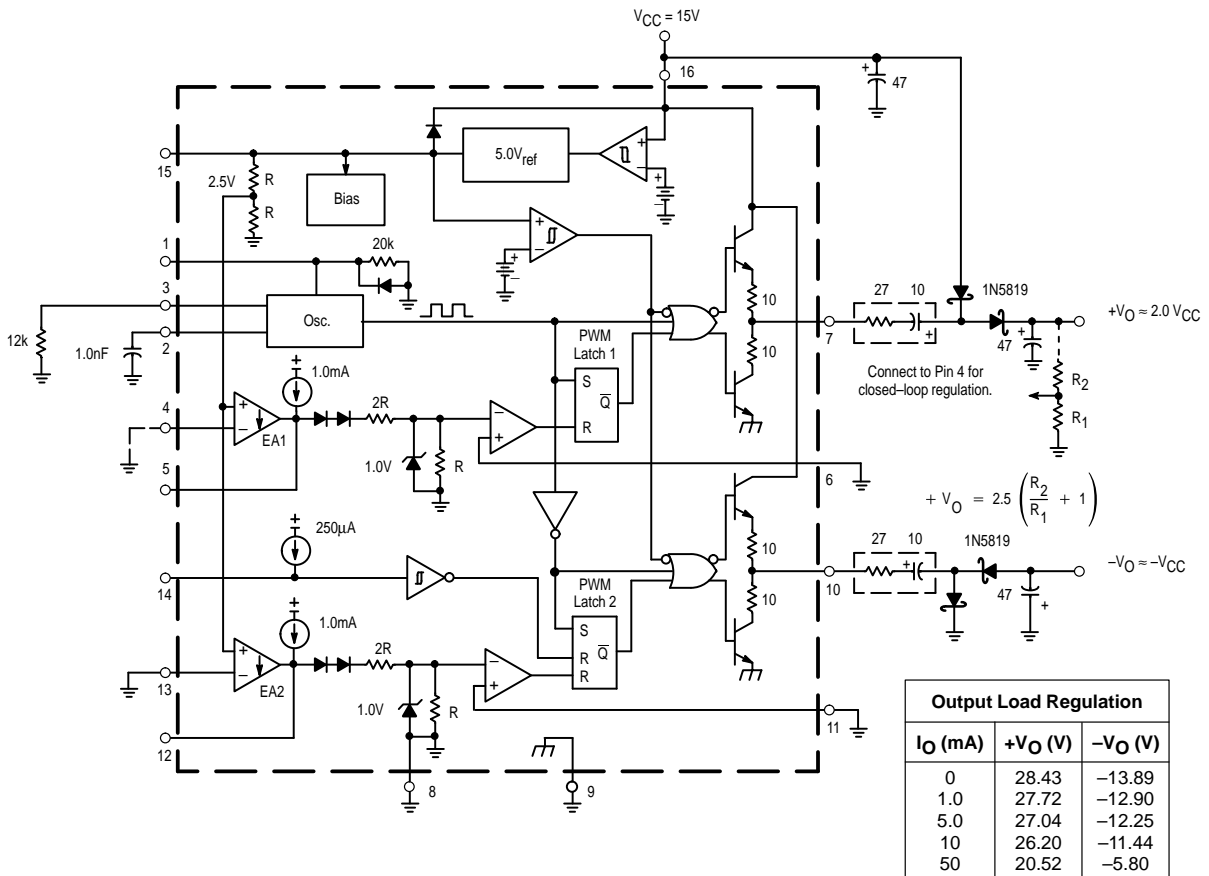 VCC = 15V
16
+
47
15
2.5V
R
R
Bias
5.0Vref
+
–
+
–
+
–
+
–
1
20k
3
Osc.
12k
2
1.0nF
10
10
7
27
10
+
1N5819
47
+
+VO ≈ 2.0 VCC
Connect to Pin 4 for
closed–loop regulation.
R2
R1
PWM
Latch 1
S
Q
R
+
1.0mA
4
+
–
EA1
2R
1.0V
R
–
+
5
6
+ VO = 2.5 (R2/R1 + 1)
+
250µA
14
10
10
10
27
10
+
1N5819
47
+
–VO ≈ –VCC
PWM
Latch 2
S
Q
R
R
+
1.0mA
13
+
–
EA2
2R
1.0V
R
–
+
12
11
8
9
Output Load Regulation
IO (mA) +VO (V) –VO (V)
0 28.43 –13.89
1.0 27.72 –12.90
5.0 27.04 –12.25
10 26.20 –11.44
50 20.52 –5.80